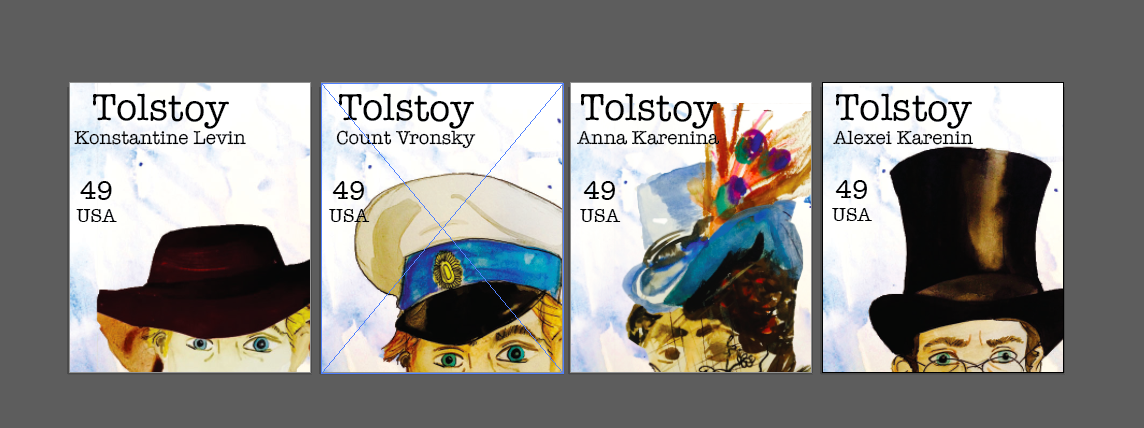 Tolstoy
Konstantine Levin
49
USA
Tolstoy
Count Vronsky
49
USA
Tolstoy
Anna Karenina
49
USA
Tolstoy
Alexei Karenin
49
USA